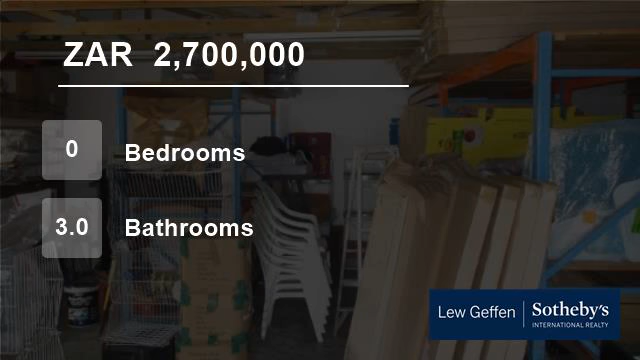 ZAR 2,700,000
0 Bedrooms
3.0 Bathrooms
Lew Geffen | Sotheby's
INTERNATIONAL REALTY